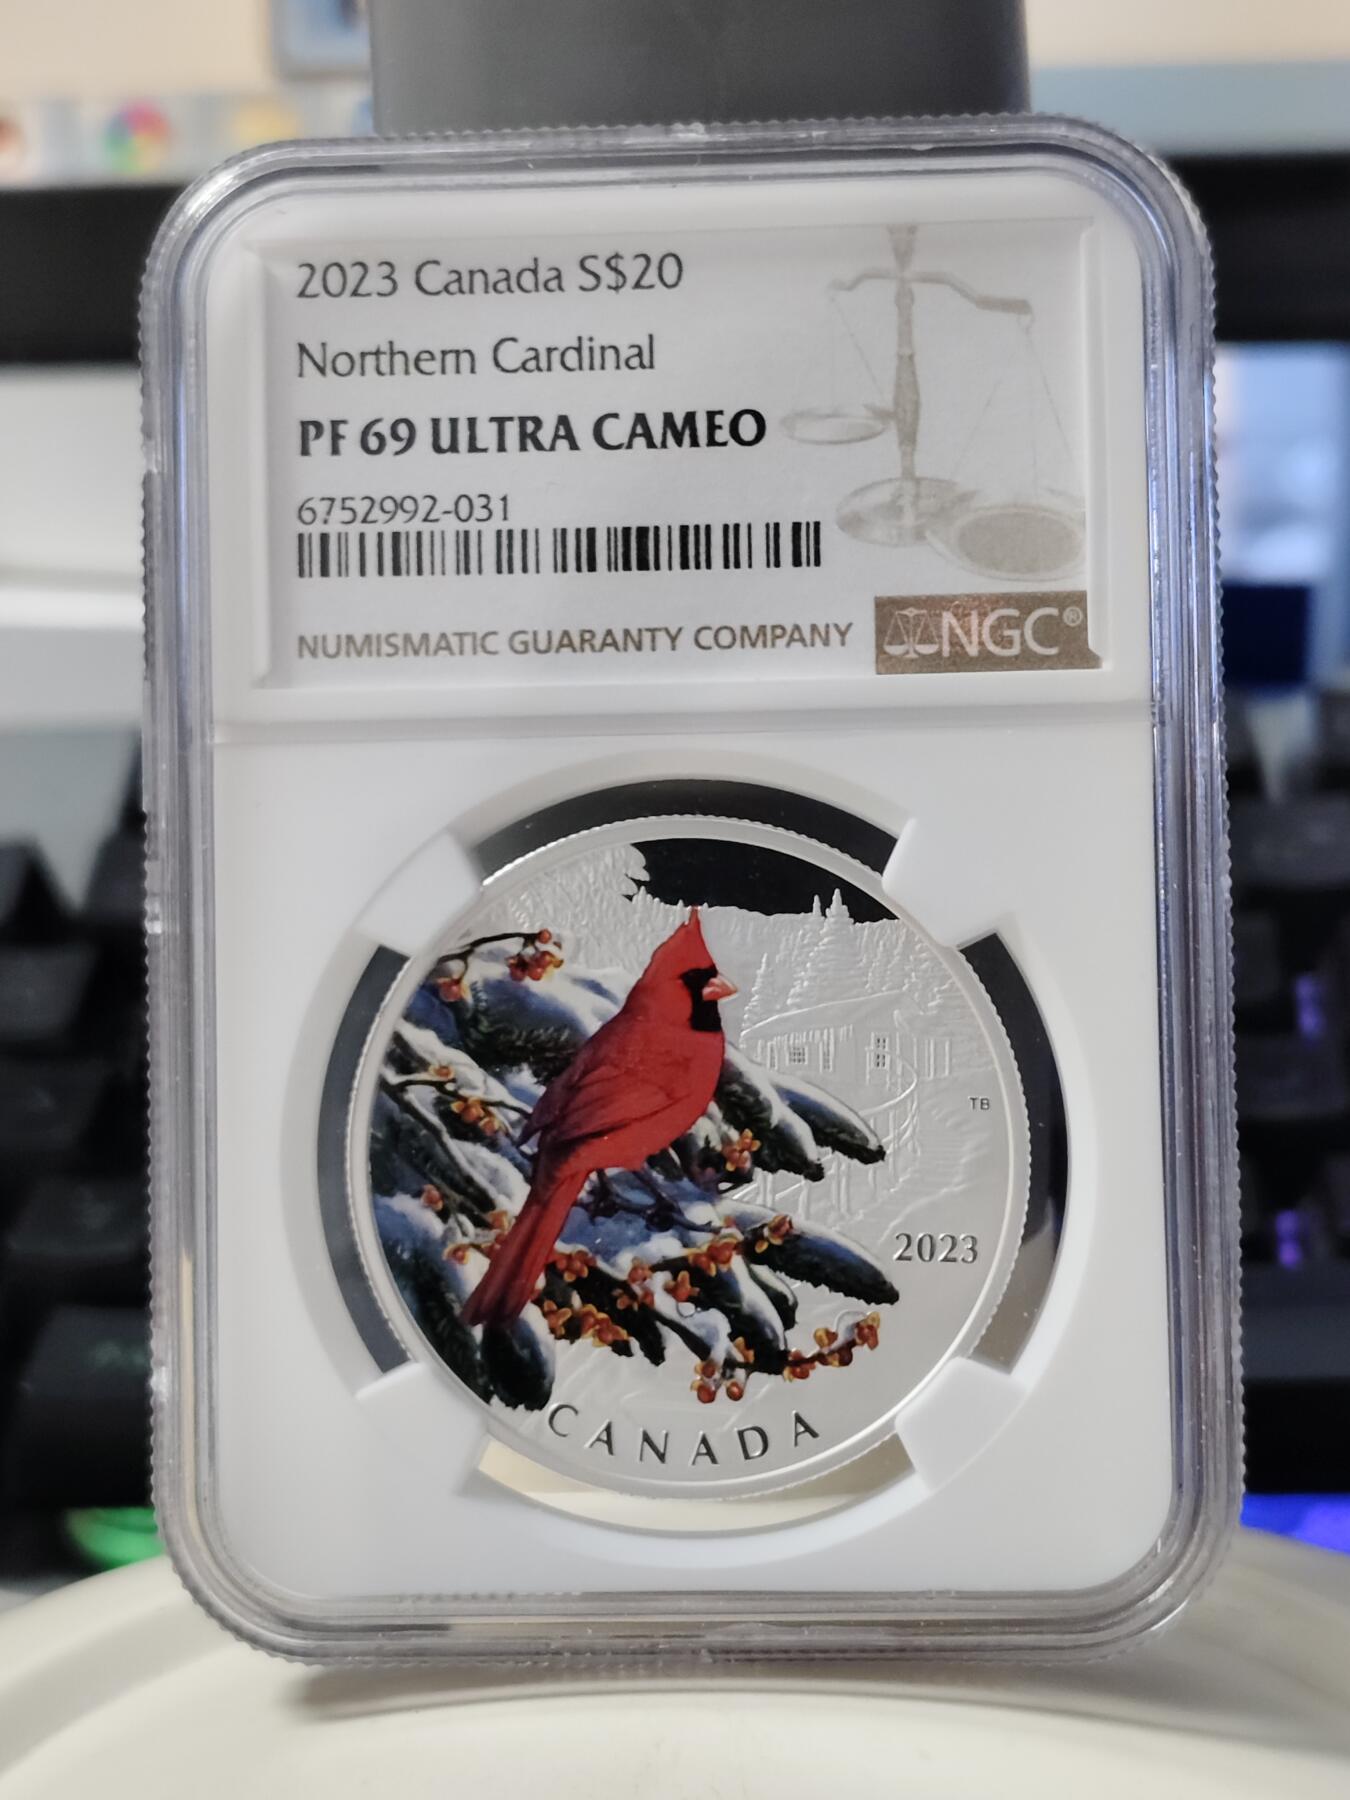 2023 Canada S$20
Northern Cardinal
PF 69 ULTRA CAMEO
6752992-031
NUMISMATIC GUARANTY COMPANY
NGC®
TB
2023
CANADA